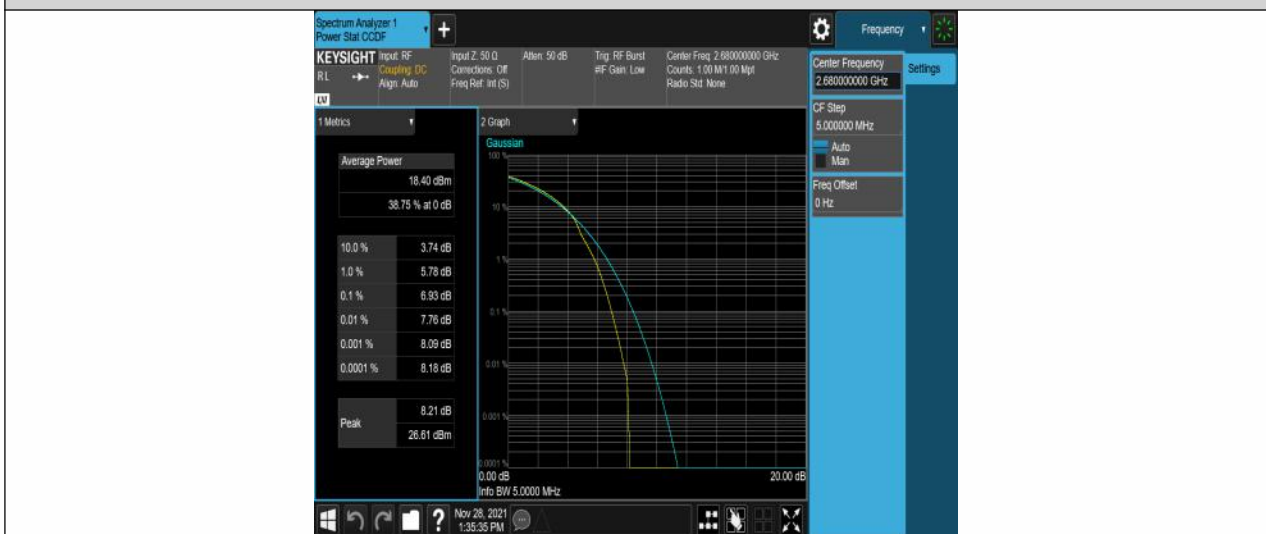 Spectrum Analyzer 1
Power Stat CCDF
+
Frequency
KEYSIGHT
RL
LV
Input: RF
Coupling: DC
Align: Auto
Input Z: 50 Ω
Corrections: Off
Freq Ref: Int (S)
Atten: 50 dB
Trig: RF Burst
#IF Gain: Low
Center Freq: 2.680000000 GHz
Counts: 1.00 M/1.00 Mpt
Radio Std: None
Center Frequency
2.680000000 GHz
Settings
CF Step
5.000000 MHz
Auto
Man
Freq Offset
0 Hz
1 Metrics
Average Power
18.40 dBm
38.75 % at 0 dB
10.0 % 3.74 dB
1.0 % 5.78 dB
0.1 % 6.93 dB
0.01 % 7.76 dB
0.001 % 8.09 dB
0.0001 % 8.18 dB
Peak
8.21 dB
26.61 dBm
2 Graph
Gaussian
100 %
10 %
1 %
0.1 %
0.01 %
0.001 %
0.0001 %
0.00 dB
20.00 dB
Info BW 5.0000 MHz
?
Nov 28, 2021
1:35:35 PM